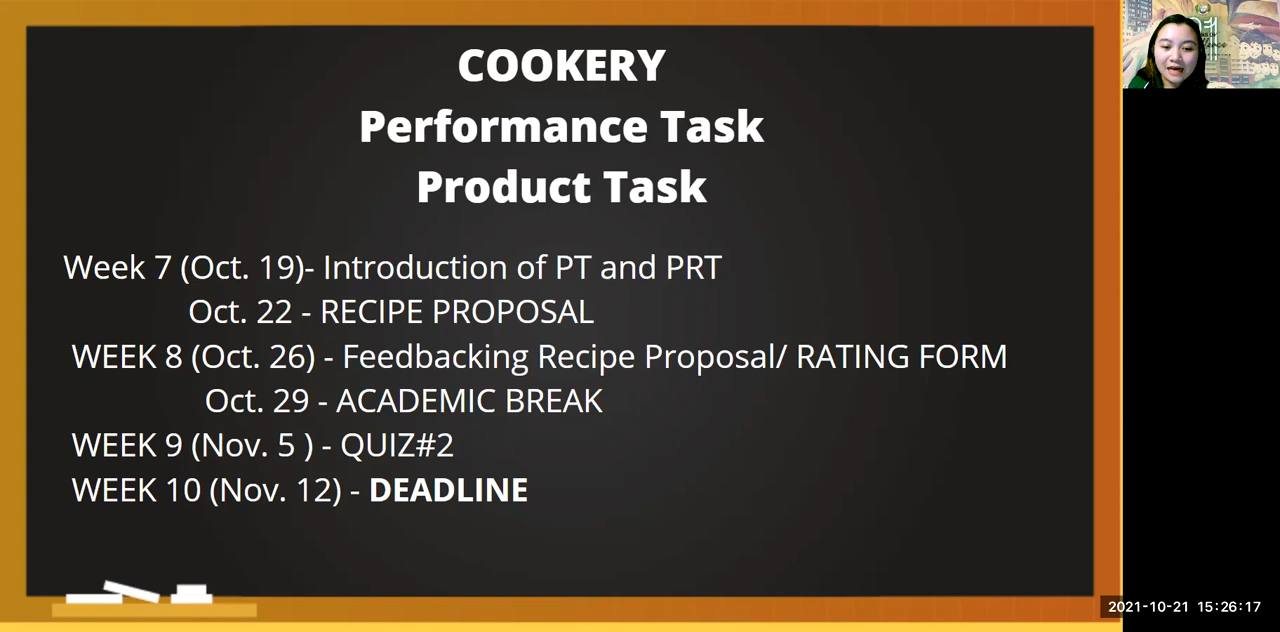 COOKERY
Performance Task
Product Task
Week 7 (Oct. 19)- Introduction of PT and PRT
Oct. 22 - RECIPE PROPOSAL
WEEK 8 (Oct. 26) - Feedbacking Recipe Proposal/ RATING FORM
Oct. 29 - ACADEMIC BREAK
WEEK 9 (Nov. 5 ) - QUIZ#2
WEEK 10 (Nov. 12) - DEADLINE
2021-10-21 15:26:17